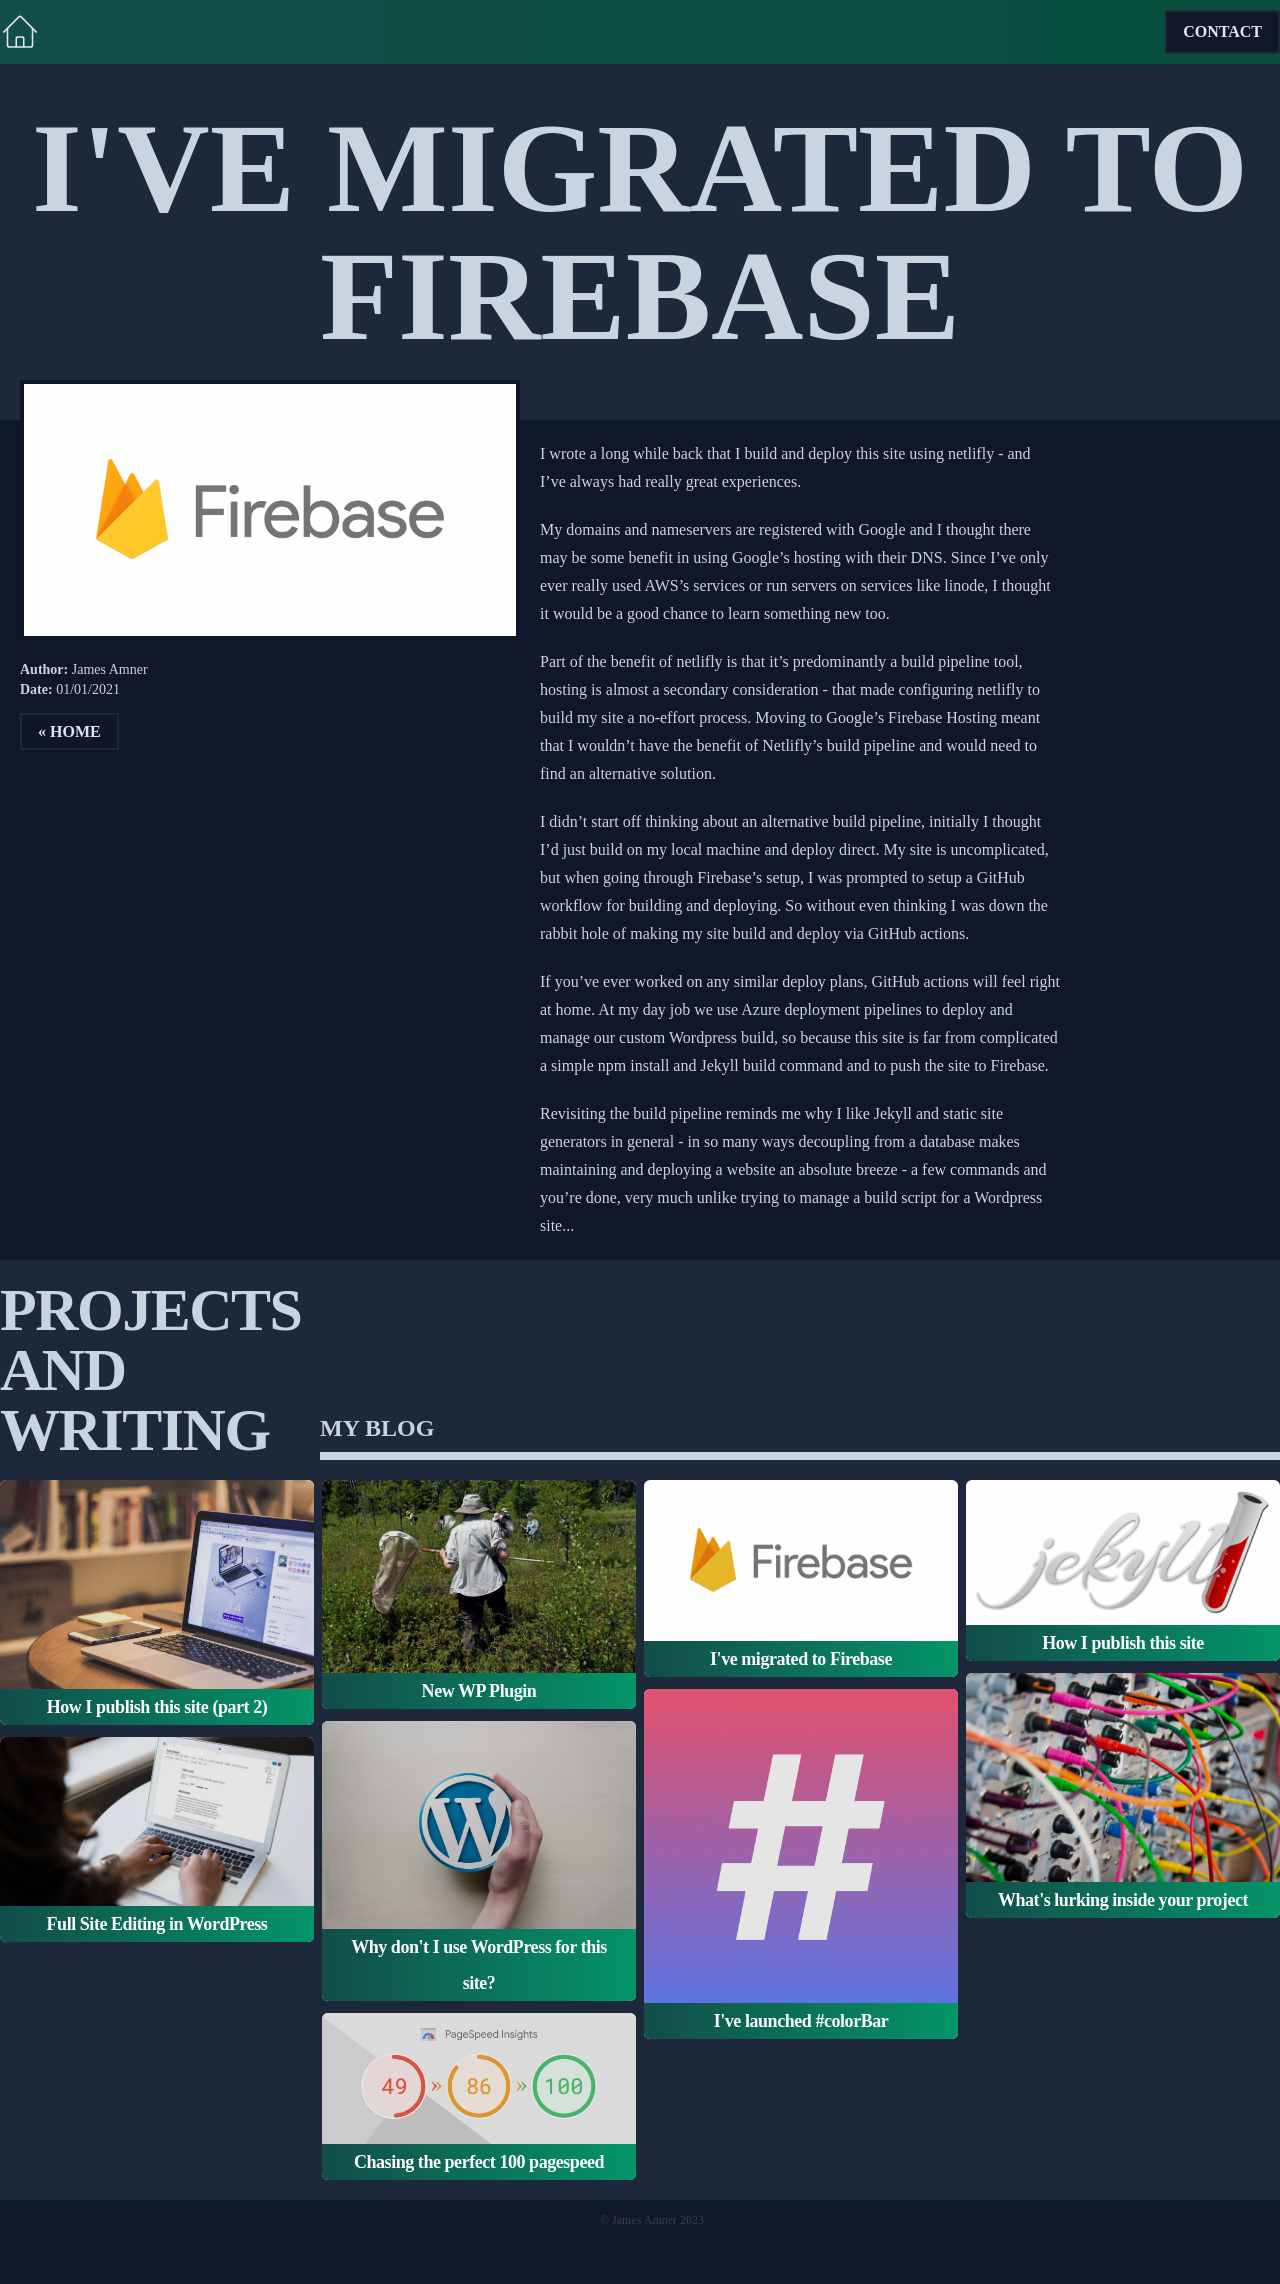 CONTACT
I'VE MIGRATED TO
FIREBASE
Firebase
Author: James Amner
Date: 01/01/2021
« HOME
I wrote a long while back that I build and deploy this site using netlifly - and
I’ve always had really great experiences.
My domains and nameservers are registered with Google and I thought there
may be some benefit in using Google’s hosting with their DNS. Since I’ve only
ever really used AWS’s services or run servers on services like linode, I thought
it would be a good chance to learn something new too.
Part of the benefit of netlifly is that it’s predominantly a build pipeline tool,
hosting is almost a secondary consideration - that made configuring netlifly to
build my site a no-effort process. Moving to Google’s Firebase Hosting meant
that I wouldn’t have the benefit of Netlifly’s build pipeline and would need to
find an alternative solution.
I didn’t start off thinking about an alternative build pipeline, initially I thought
I’d just build on my local machine and deploy direct. My site is uncomplicated,
but when going through Firebase’s setup, I was prompted to setup a GitHub
workflow for building and deploying. So without even thinking I was down the
rabbit hole of making my site build and deploy via GitHub actions.
If you’ve ever worked on any similar deploy plans, GitHub actions will feel right
at home. At my day job we use Azure deployment pipelines to deploy and
manage our custom Wordpress build, so because this site is far from complicated
a simple npm install and Jekyll build command and to push the site to Firebase.
Revisiting the build pipeline reminds me why I like Jekyll and static site
generators in general - in so many ways decoupling from a database makes
maintaining and deploying a website an absolute breeze - a few commands and
you’re done, very much unlike trying to manage a build script for a Wordpress
site...
PROJECTS
AND
WRITING
MY BLOG
How I publish this site (part 2)
Full Site Editing in WordPress
New WP Plugin
W
Why don't I use WordPress for this
site?
PageSpeed Insights
49 » 86 » 100
Chasing the perfect 100 pagespeed
Firebase
I've migrated to Firebase
#
I've launched #colorBar
jekyll
How I publish this site
What's lurking inside your project
© James Amner 2023